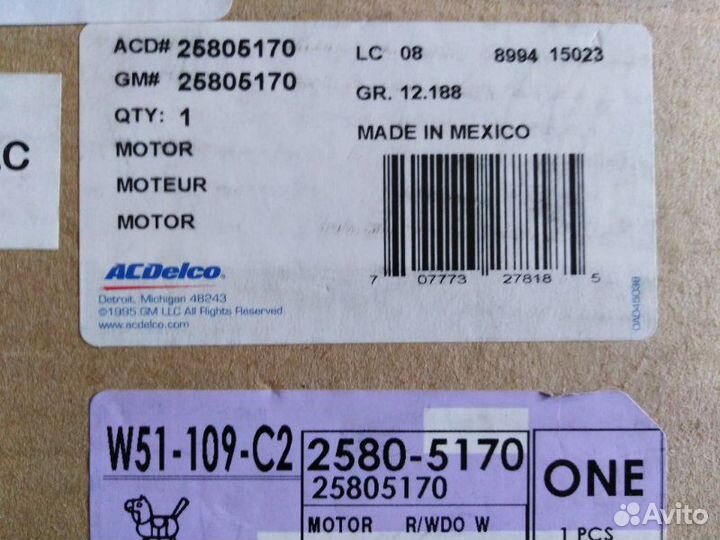 ACD# 25805170
LC 08
8994 15023
GM# 25805170
GR. 12.188
QTY: 1
MADE IN MEXICO
MOTOR
MOTEUR
MOTOR
7 07773 27818 5
ACDelco.
Detroit, Michigan 48243
©1995 GM LLC All Rights Reserved
www.acdelco.com
LC
W51-109-C2
2580-5170
25805170
MOTOR R/WDO W
ONE
1 PCS
Avito